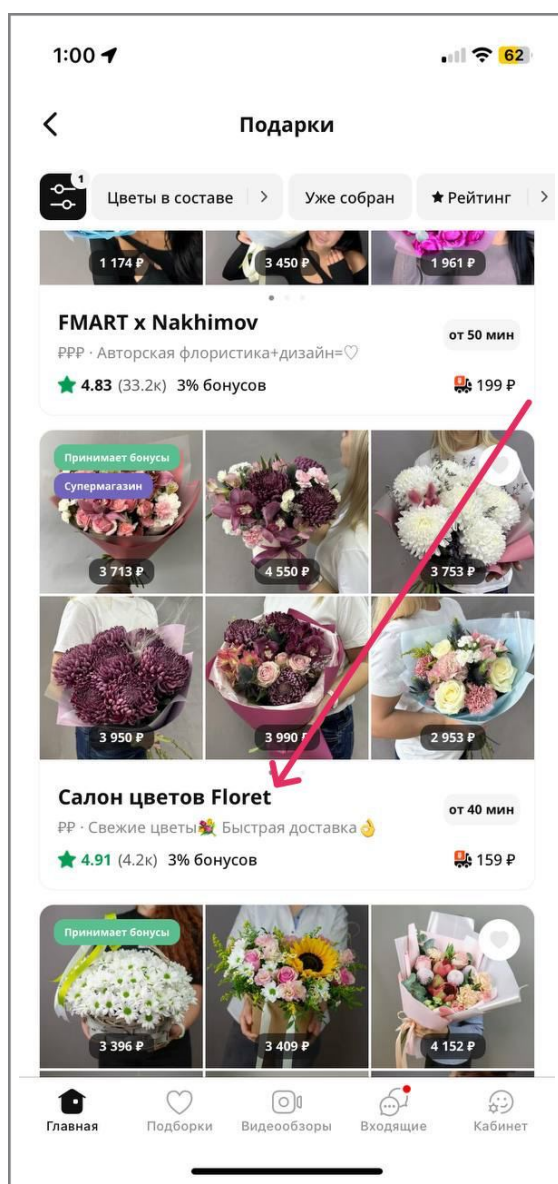 1:00
62
Подарки
1
Цветы в составе
Уже собран
★ Рейтинг
1 174 ₽ 3 450 ₽ 1 961 ₽
FMART x Nakhimov
от 50 мин
₽₽₽ · Авторская флористика+дизайн=♡
4.83 (33.2к) 3% бонусов
199 ₽
Принимает бонусы
Супермагазин
3 713 ₽ 4 550 ₽ 3 753 ₽
3 950 ₽ 3 990 ₽ 2 953 ₽
Салон цветов Floret
от 40 мин
₽₽ · Свежие цветы💐 Быстрая доставка👌
4.91 (4.2к) 3% бонусов
159 ₽
Принимает бонусы
3 396 ₽ 3 409 ₽ 4 152 ₽
Главная Подборки Видеообзоры Входящие Кабинет